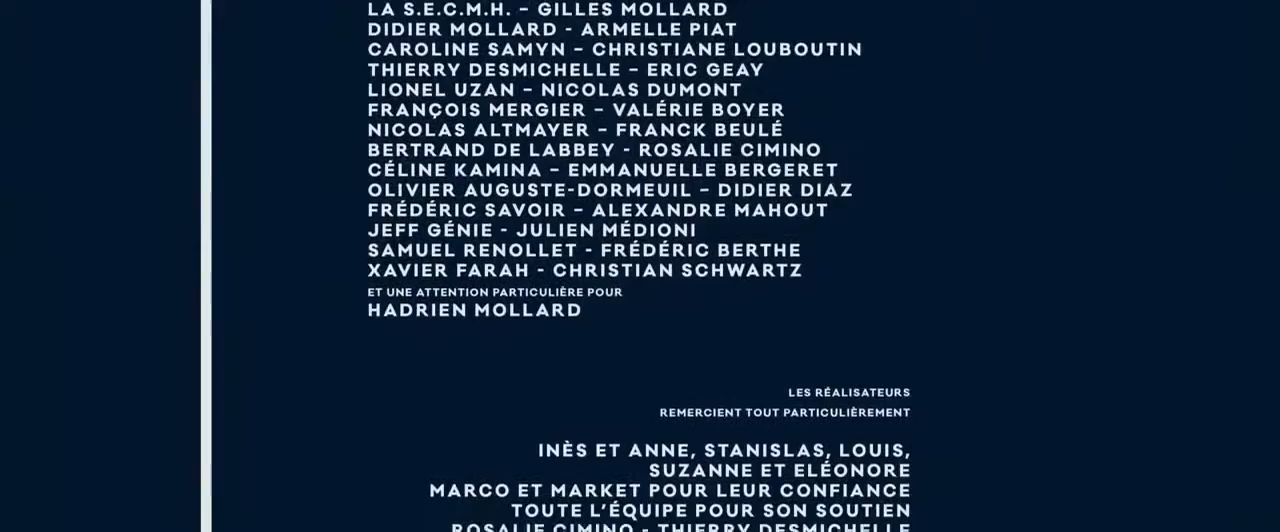 LA S.E.C.M.H. – GILLES MOLLARD
DIDIER MOLLARD - ARMELLE PIAT
CAROLINE SAMYN – CHRISTIANE LOUBOUTIN
THIERRY DESMICHELLE – ERIC GEAY
LIONEL UZAN – NICOLAS DUMONT
FRANÇOIS MERGIER – VALÉRIE BOYER
NICOLAS ALTMAYER – FRANCK BEULÉ
BERTRAND DE LABBEY - ROSALIE CIMINO
CÉLINE KAMINA – EMMANUELLE BERGERET
OLIVIER AUGUSTE-DORMEUIL – DIDIER DIAZ
FRÉDÉRIC SAVOIR – ALEXANDRE MAHOUT
JEFF GÉNIE - JULIEN MÉDIONI
SAMUEL RENOLLET - FRÉDÉRIC BERTHE
XAVIER FARAH - CHRISTIAN SCHWARTZ
ET UNE ATTENTION PARTICULIÈRE POUR
HADRIEN MOLLARD
LES RÉALISATEURS
REMERCIENT TOUT PARTICULIÈREMENT
INÈS ET ANNE, STANISLAS, LOUIS,
SUZANNE ET ELÉONORE
MARCO ET MARKET POUR LEUR CONFIANCE
TOUTE L'ÉQUIPE POUR SON SOUTIEN
ROSALIE CIMINO - THIERRY DESMICHELLE